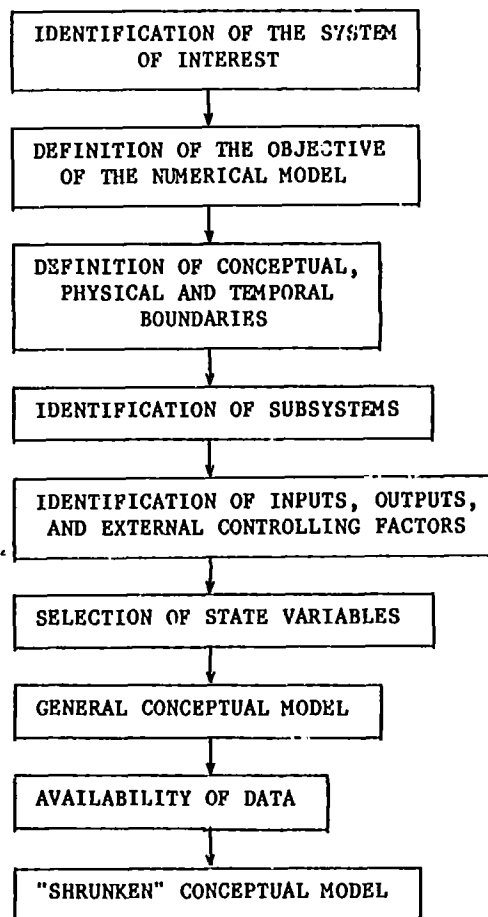 IDENTIFICATION OF THE SYSTEM
OF INTEREST
DEFINITION OF THE OBJECTIVE
OF THE NUMERICAL MODEL
DEFINITION OF CONCEPTUAL,
PHYSICAL AND TEMPORAL
BOUNDARIES
IDENTIFICATION OF SUBSYSTEMS
IDENTIFICATION OF INPUTS, OUTPUTS,
AND EXTERNAL CONTROLLING FACTORS
SELECTION OF STATE VARIABLES
GENERAL CONCEPTUAL MODEL
AVAILABILITY OF DATA
"SHRUNKEN" CONCEPTUAL MODEL